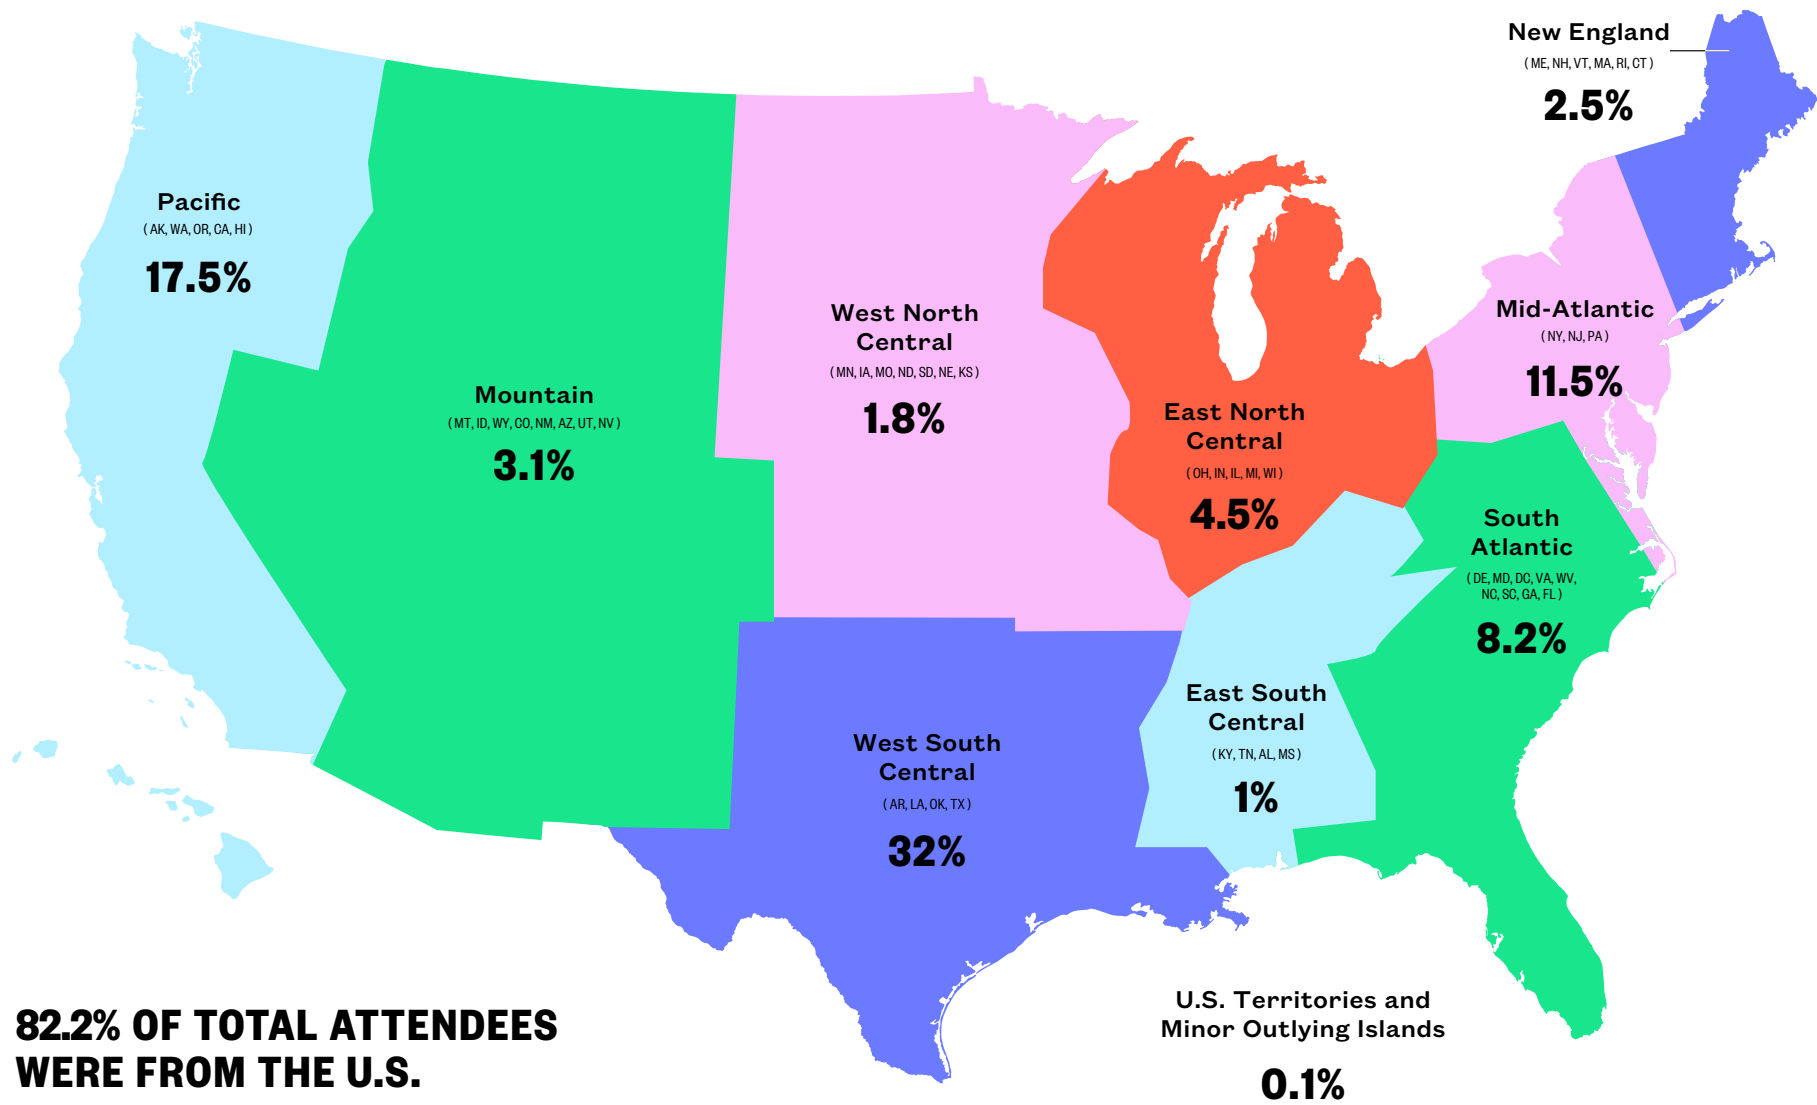 New England
( ME, NH, VT, MA, RI, CT )
2.5%
Pacific
( AK, WA, OR, CA, HI )
17.5%
Mountain
( MT, ID, WY, CO, NM, AZ, UT, NV )
3.1%
West North
Central
( MN, IA, MO, ND, SD, NE, KS )
1.8%
East North
Central
( OH, IN, IL, MI, WI )
4.5%
Mid-Atlantic
( NY, NJ, PA )
11.5%
South
Atlantic
( DE, MD, DC, VA, WV,
NC, SC, GA, FL )
8.2%
East South
Central
( KY, TN, AL, MS )
1%
West South
Central
( AR, LA, OK, TX )
32%
U.S. Territories and
Minor Outlying Islands
0.1%
82.2% OF TOTAL ATTENDEES
WERE FROM THE U.S.